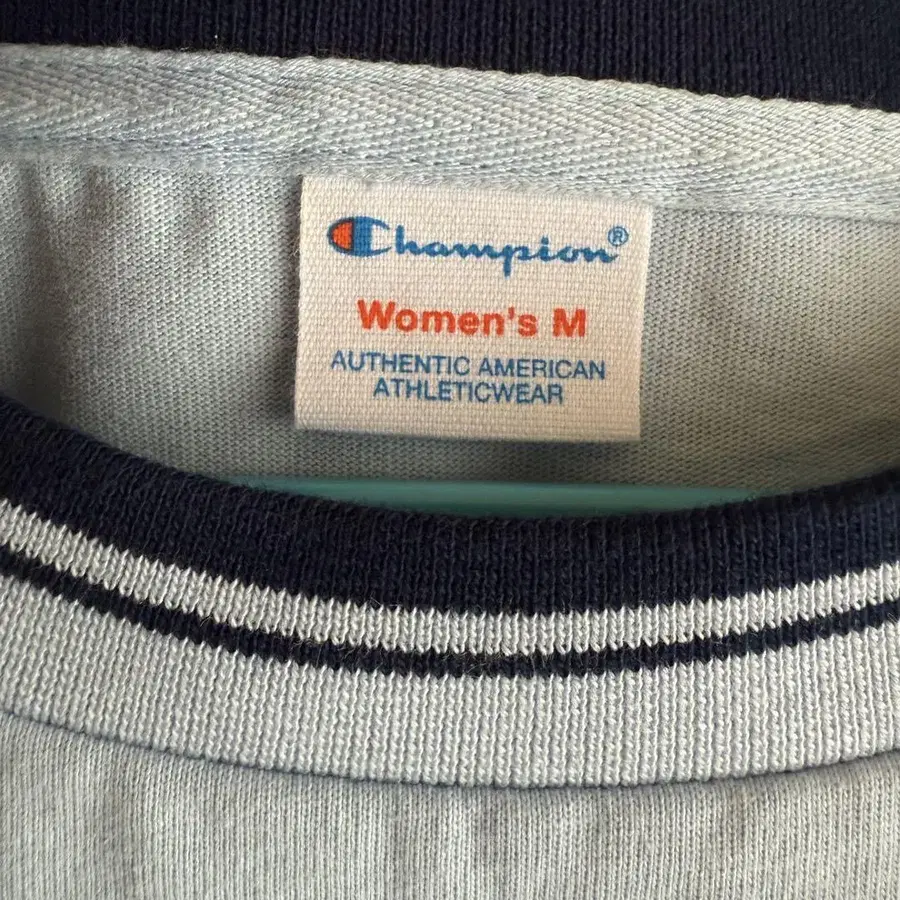 Champion®
Women's M
AUTHENTIC AMERICAN
ATHLETICWEAR